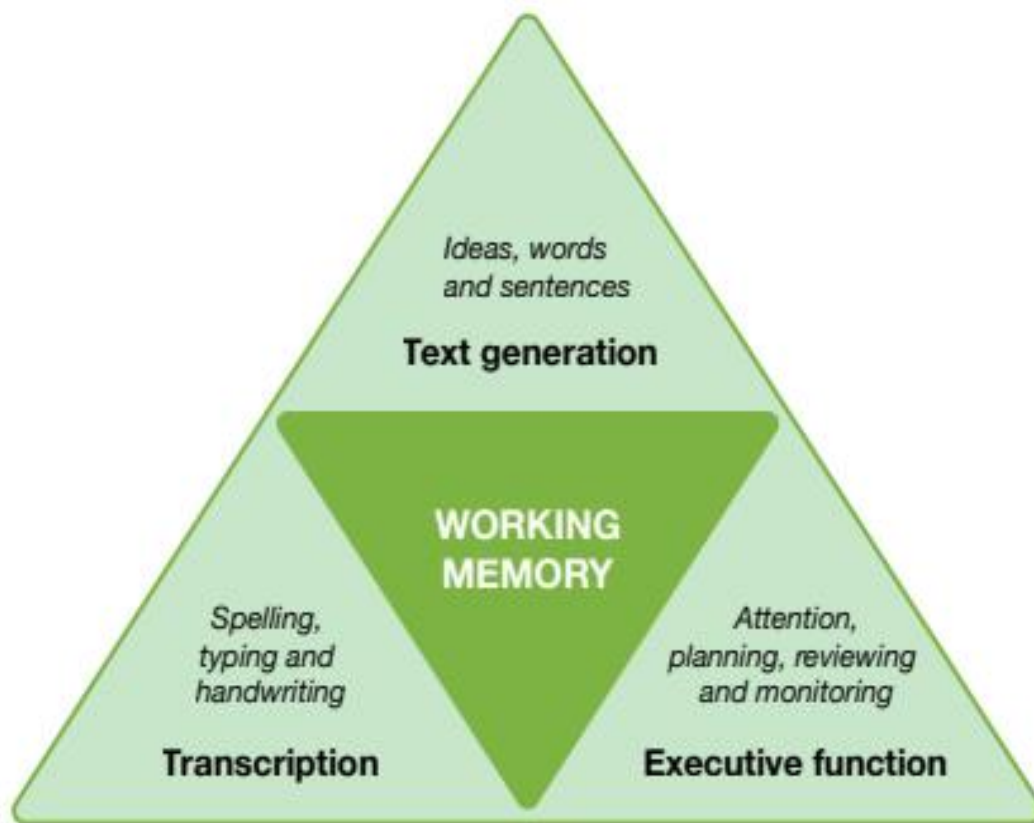 Ideas, words
and sentences
Text generation
WORKING
MEMORY
Spelling,
typing and
handwriting
Transcription
Attention,
planning, reviewing
and monitoring
Executive function